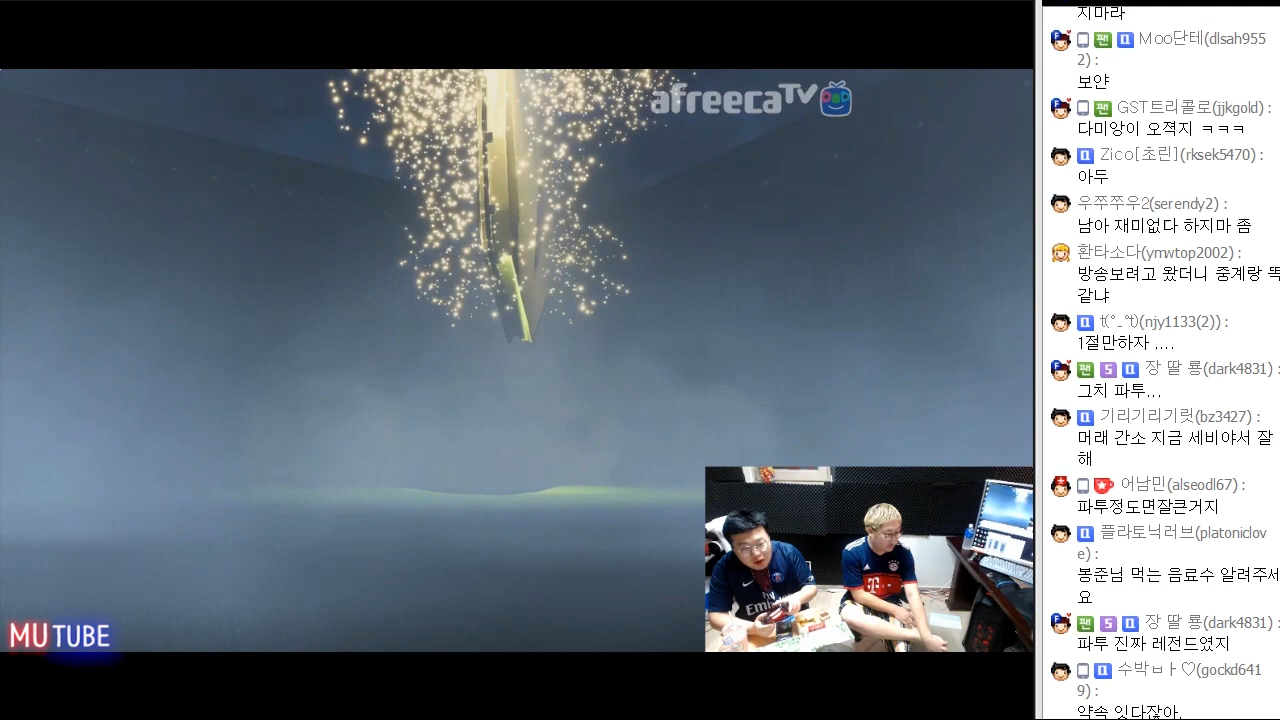 afreecaTV
MUTUBE
Emirates
T
지마라
팬 Moo단테(dlsah955
2) :
보얀
팬 GST트리콜로(jjkgold) :
다미앙이 오젹지 ㅋㅋㅋ
Zico[초린](rksek5470) :
아두
우쭈쭈우2(serendy2) :
남아 재미없다 하지마 좀
환타소다(ymwtop2002) :
방송보려고 왔더니 중계랑 똑
같냐
t(°_°t)(njy1133(2)) :
1절만하자 ....
팬 S 장 딸 룡(dark4831) :
그치 파투...
기리기리기릿(bz3427) :
머래 간소 지금 세비야서 잘
해
어남민(alseodl67) :
파투정도면잘큰거지
플라토닉러브(platoniclov
e) :
봉준님 먹는 음료수 알려주세
요
팬 S 장 딸 룡(dark4831) :
파투 진짜 레전드였지
수박ㅂㅏ♡(gockd641
9) :
약속 잇다잖아.